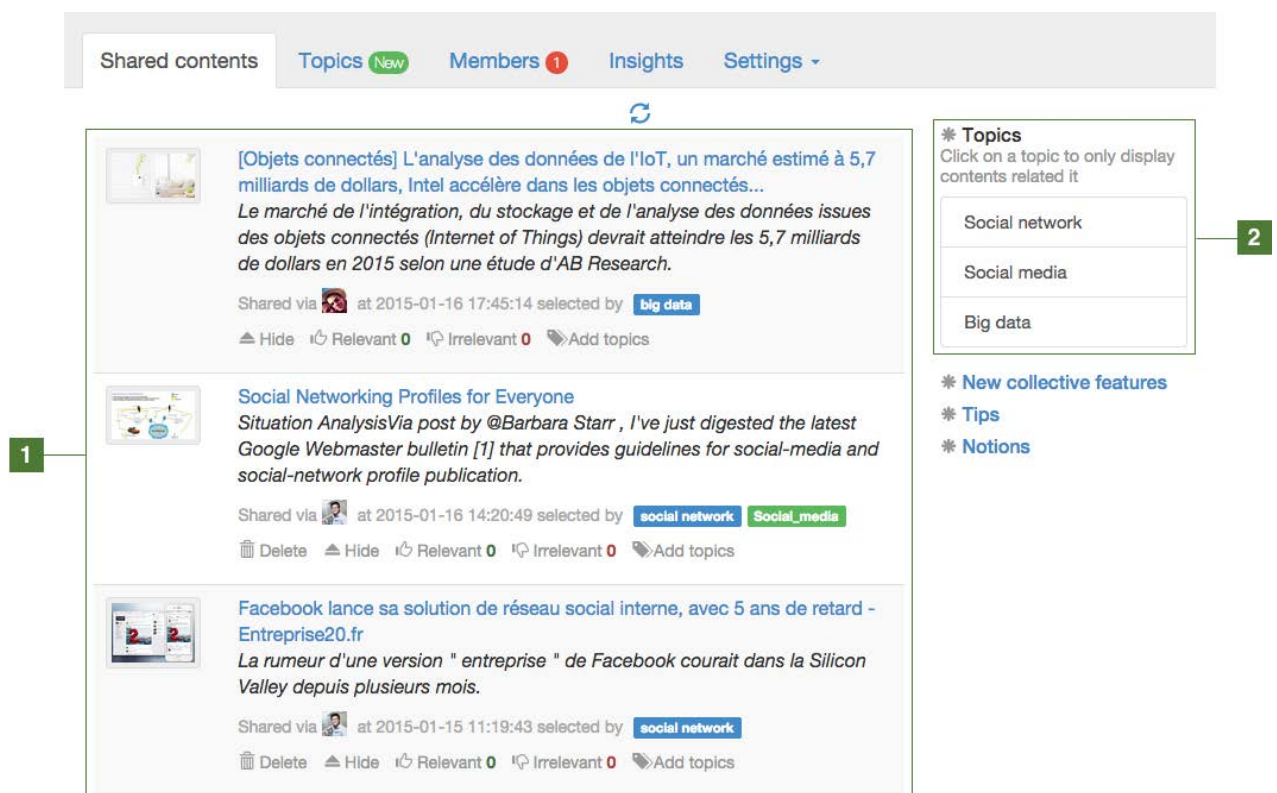 Shared contents Topics New Members 1 Insights Settings
[Objets connectés] L'analyse des données de l'IoT, un marché estimé à 5,7
milliards de dollars, Intel accélère dans les objets connectés...
Le marché de l'intégration, du stockage et de l'analyse des données issues
des objets connectés (Internet of Things) devrait atteindre les 5,7 milliards
de dollars en 2015 selon une étude d'AB Research.
Shared via at 2015-01-16 17:45:14 selected by big data
Hide Relevant 0 Irrelevant 0 Add topics
Social Networking Profiles for Everyone
Situation AnalysisVia post by @Barbara Starr , I've just digested the latest
Google Webmaster bulletin [1] that provides guidelines for social-media and
social-network profile publication.
Shared via at 2015-01-16 14:20:49 selected by social network Social_media
Delete Hide Relevant 0 Irrelevant 0 Add topics
Facebook lance sa solution de réseau social interne, avec 5 ans de retard -
Entreprise20.fr
La rumeur d'une version " entreprise " de Facebook courait dans la Silicon
Valley depuis plusieurs mois.
Shared via at 2015-01-15 11:19:43 selected by social network
Delete Hide Relevant 0 Irrelevant 0 Add topics
1
Topics
Click on a topic to only display
contents related it
Social network
Social media
Big data
2
New collective features
Tips
Notions